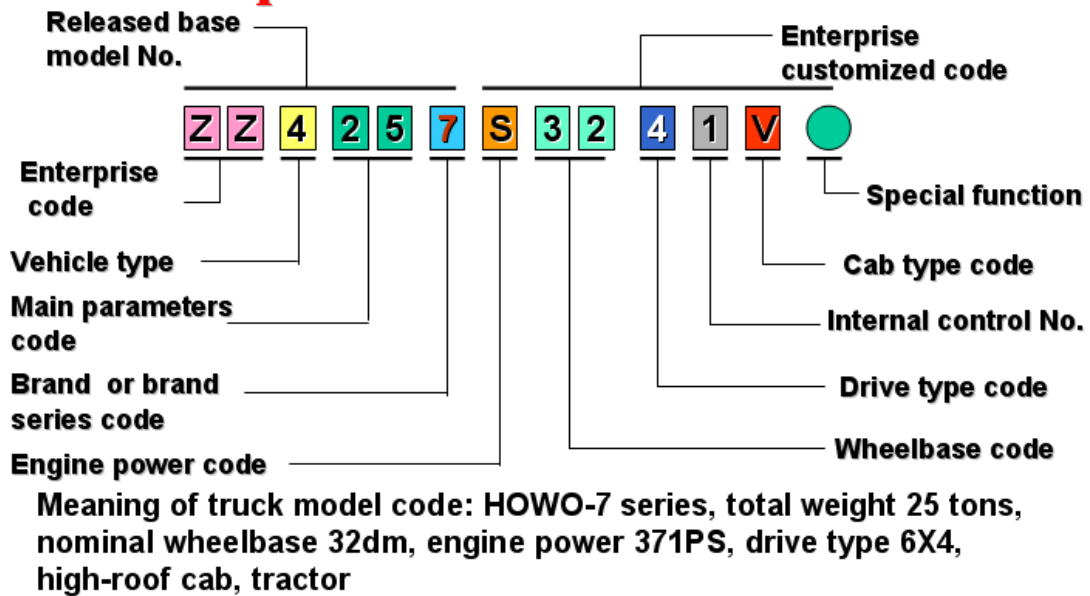 Released base
model No.
Enterprise
customized code
Z Z 4 2 5 7 S 3 2 4 1 V
Enterprise
code
Special function
Vehicle type
Cab type code
Main parameters
code
Internal control No.
Brand or brand
series code
Drive type code
Engine power code
Wheelbase code
Meaning of truck model code: HOWO-7 series, total weight 25 tons,
nominal wheelbase 32dm, engine power 371PS, drive type 6X4,
high-roof cab, tractor